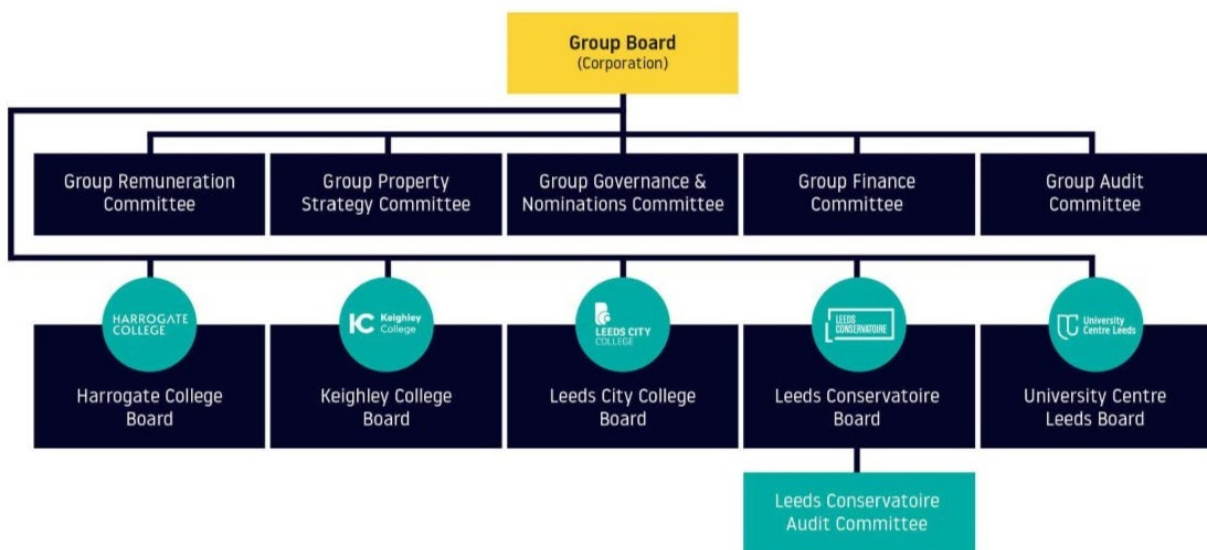 Group Board
(Corporation)
Group Remuneration
Committee
Group Property
Strategy Committee
Group Governance &
Nominations Committee
Group Finance
Committee
Group Audit
Committee
HARROGATE
COLLEGE
Harrogate College
Board
KC Keighley
College
Keighley College
Board
LEEDS CITY
COLLEGE
Leeds City College
Board
LEEDS
CONSERVATOIRE
Leeds Conservatoire
Board
University
Centre Leeds
University Centre
Leeds Board
Leeds Conservatoire
Audit Committee